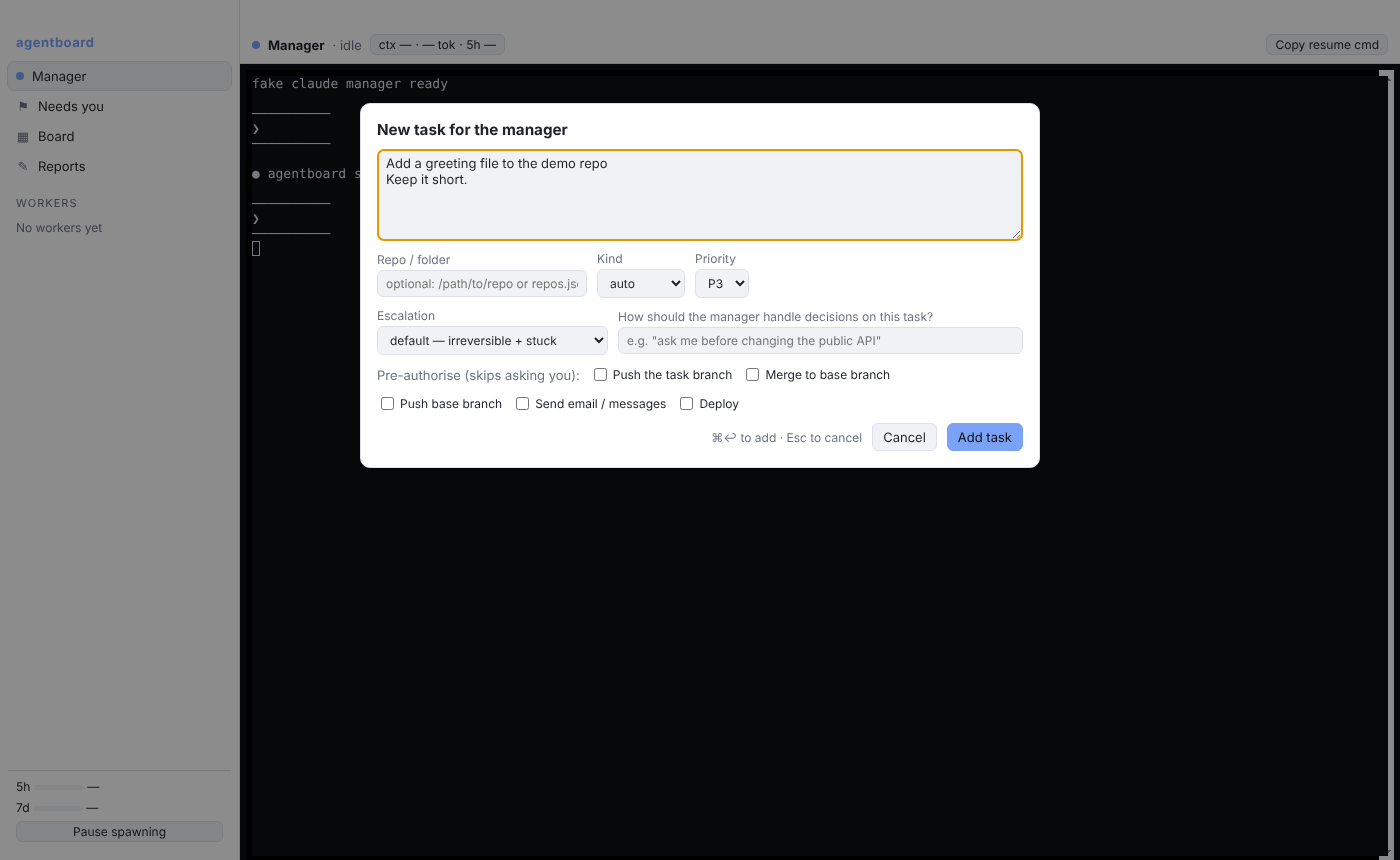 agentboard
Manager
Needs you
Board
Reports
WORKERS
No workers yet
5h —
7d —
Pause spawning
Manager · idle ctx — · — tok · 5h — Copy resume cmd
fake claude manager ready
❯
● agentboard s
❯
New task for the manager
Add a greeting file to the demo repo
Keep it short.
Repo / folder Kind Priority
optional: /path/to/repo or repos.js auto P3
Escalation How should the manager handle decisions on this task?
default — irreversible + stuck e.g. "ask me before changing the public API"
Pre-authorise (skips asking you): Push the task branch Merge to base branch
Push base branch Send email / messages Deploy
⌘↩ to add · Esc to cancel Cancel Add task